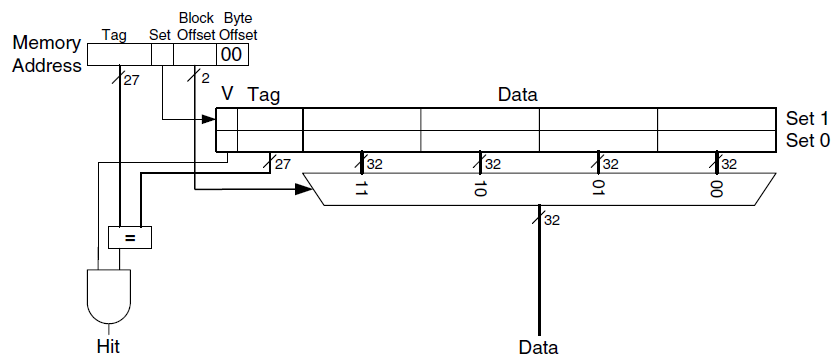 Block Byte
Tag Set Offset Offset
Memory Address
00
27
2
V Tag Data
Set 1
Set 0
27 32 32 32 32
11 10 01 00
32
=
Hit
Data